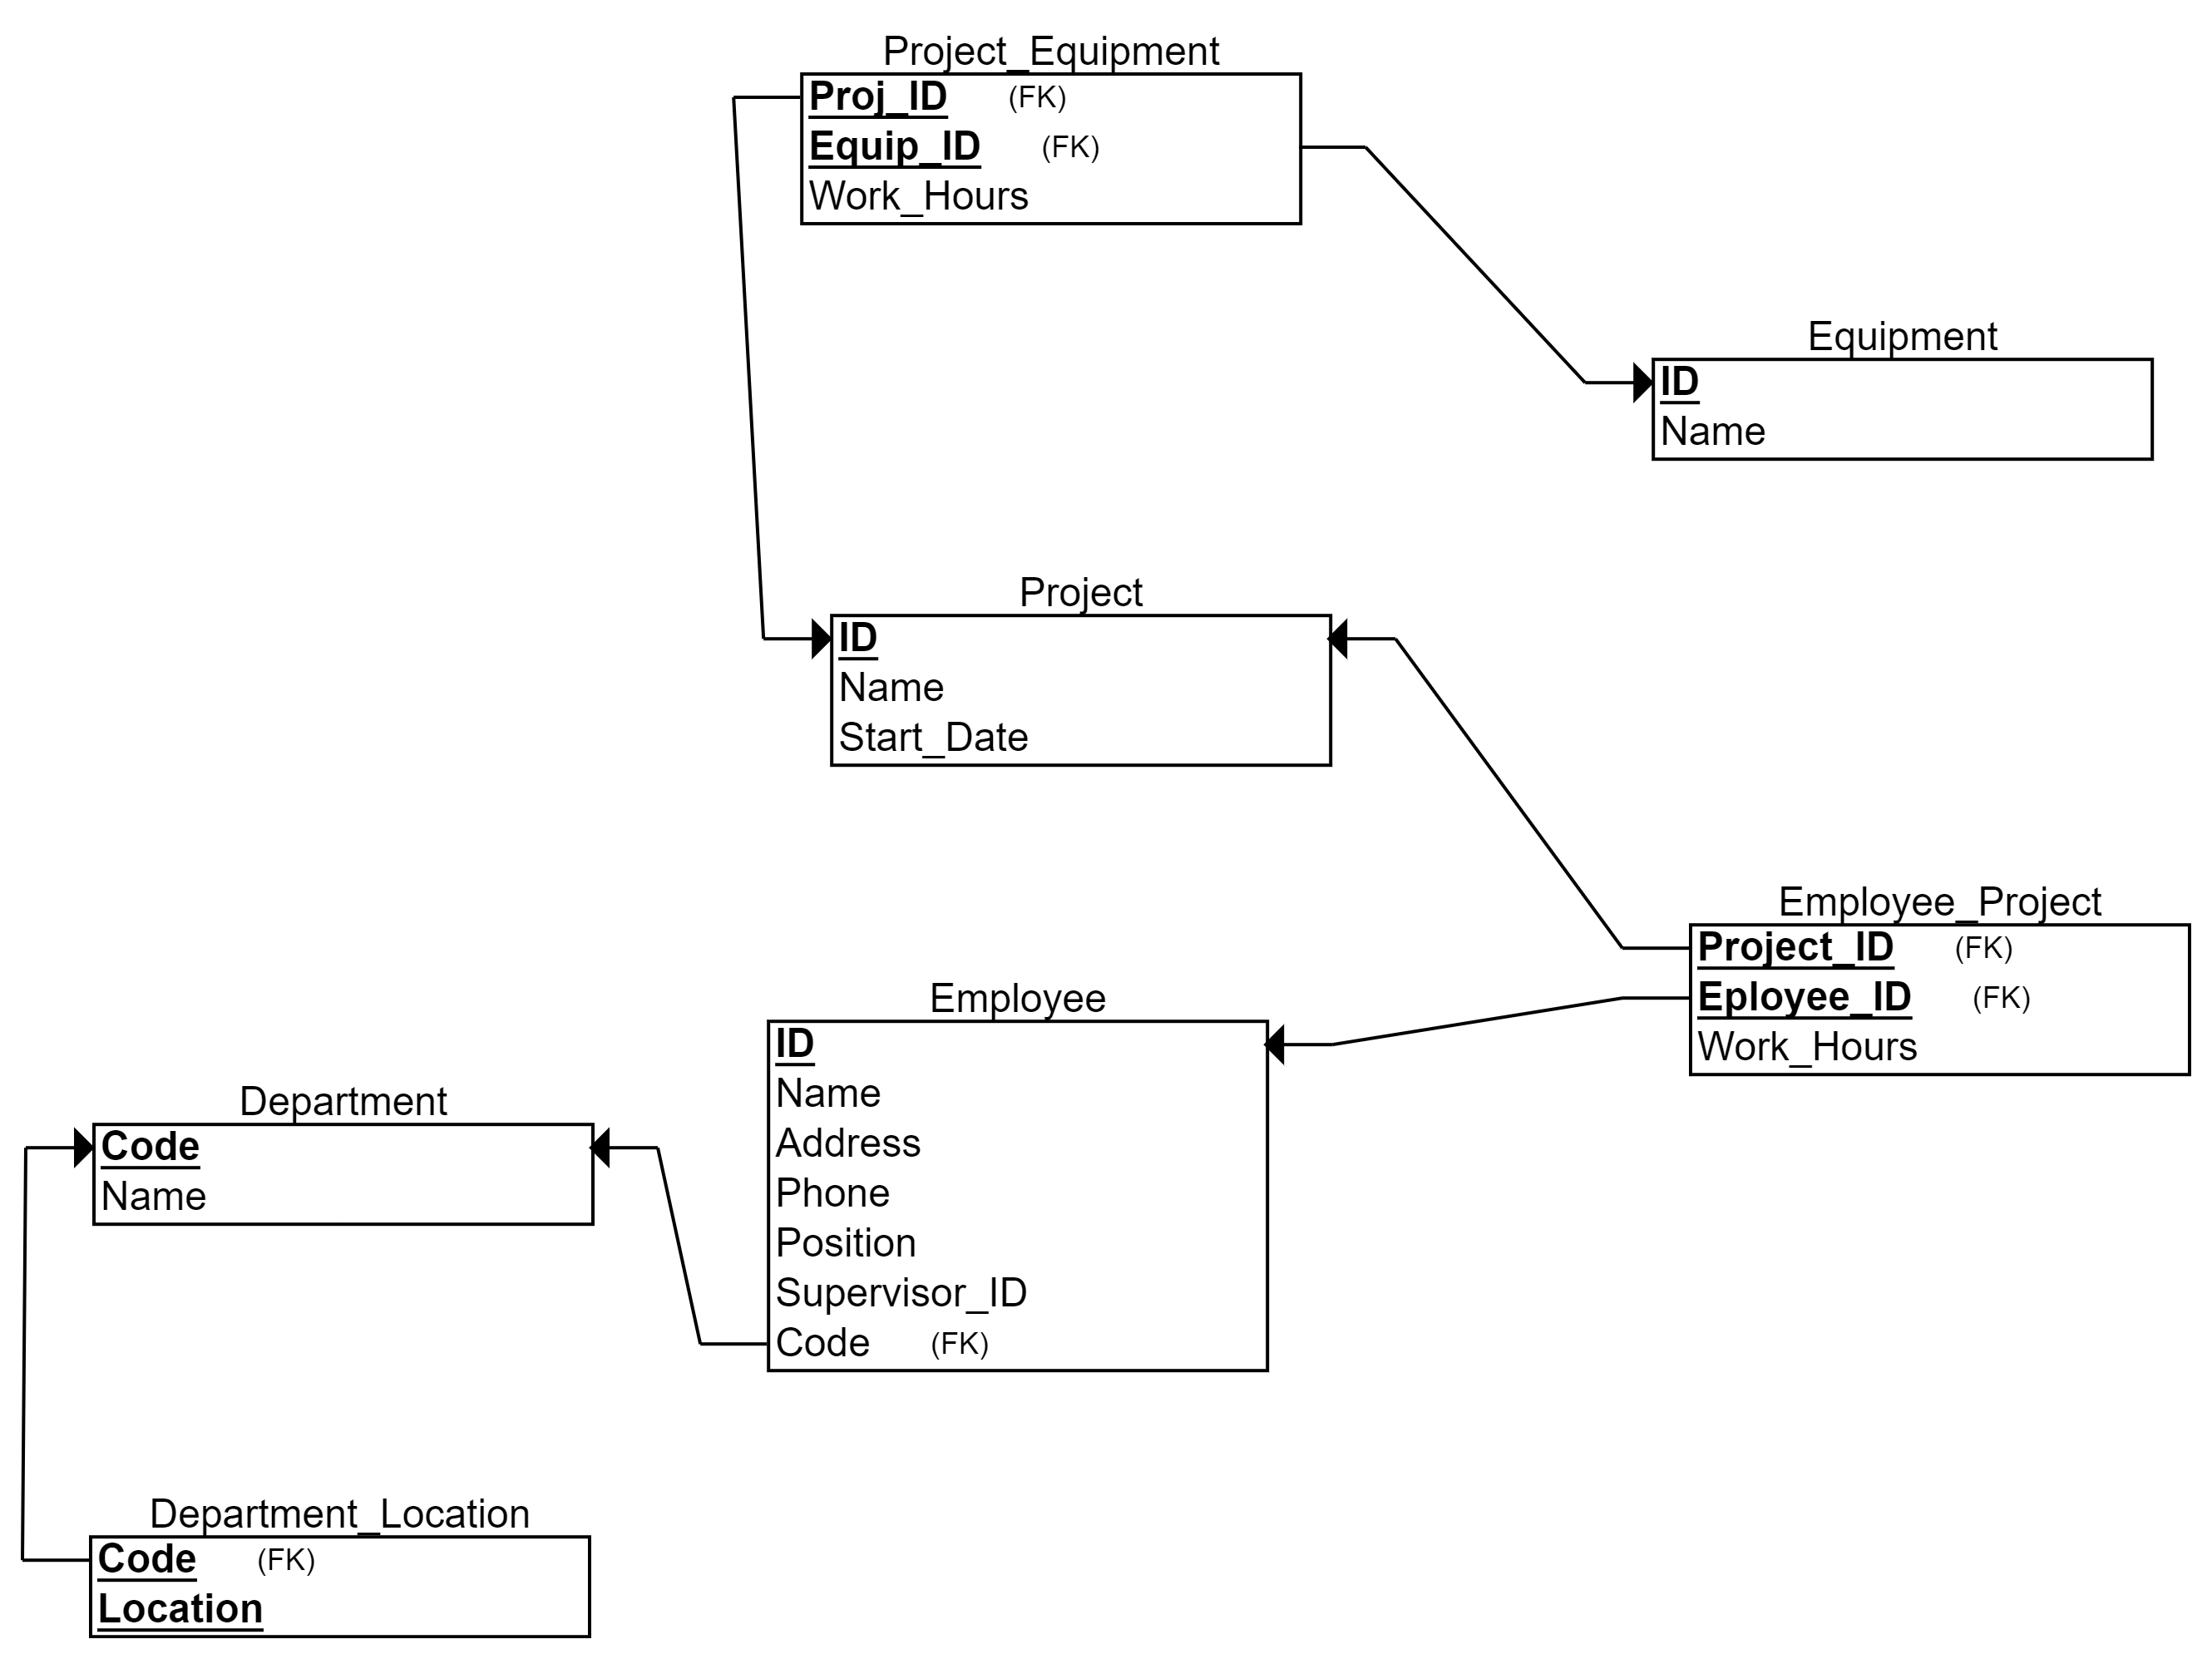 Project_Equipment
Proj_ID (FK)
Equip_ID (FK)
Work_Hours
Equipment
ID
Name
Project
ID
Name
Start_Date
Employee_Project
Project_ID (FK)
Eployee_ID (FK)
Work_Hours
Employee
ID
Name
Address
Phone
Position
Supervisor_ID
Code (FK)
Department
Code
Name
Department_Location
Code (FK)
Location